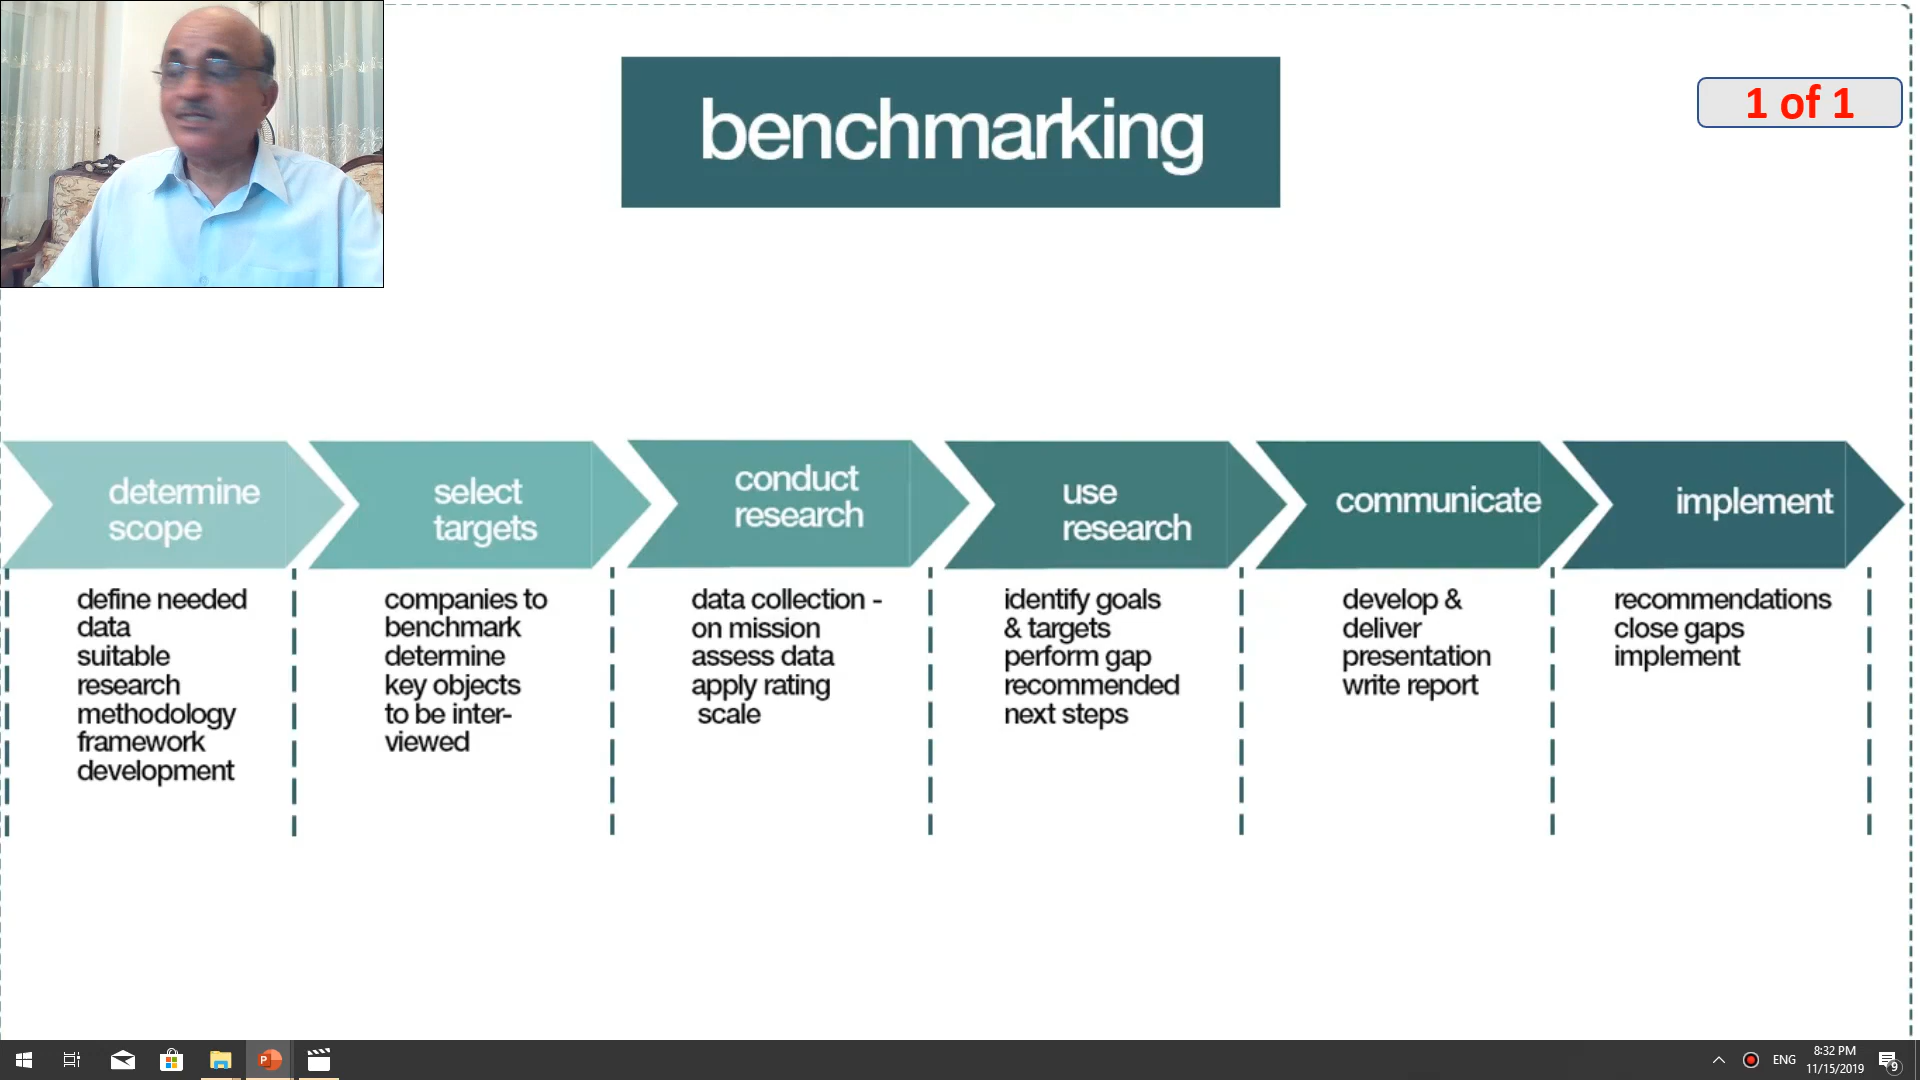 benchmarking
1 of 1
determine
scope
select
targets
conduct
research
use
research
communicate
implement
define needed
data
suitable
research
methodology
framework
development
companies to
benchmark
determine
key objects
to be inter-
viewed
data collection -
on mission
assess data
apply rating
scale
identify goals
& targets
perform gap
recommended
next steps
develop &
deliver
presentation
write report
recommendations
close gaps
implement
P
ENG
8:32 PM
11/15/2019
9